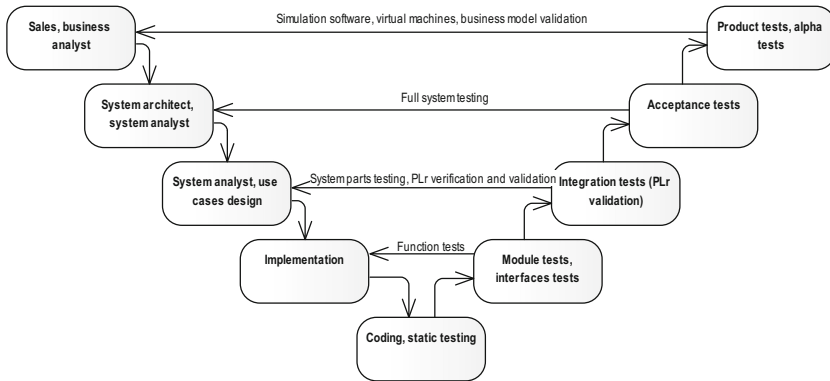 Sales, business
analyst
Simulation software, virtual machines, business model validation
Product tests, alpha
tests
System architect,
system analyst
Full system testing
Acceptance tests
System analyst, use
cases design
System parts testing, PLr verification and validation
Integration tests (PLr
validation)
Implementation
Function tests
Module tests,
interfaces tests
Coding, static testing